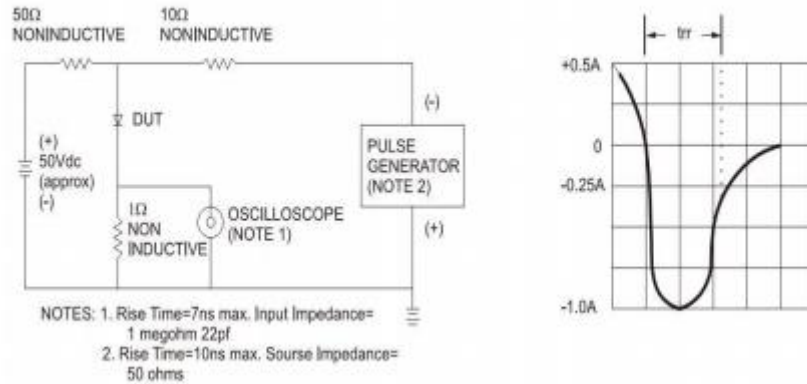 50Ω
NONINDUCTIVE
10Ω
NONINDUCTIVE
DUT
(+)
50Vdc
(approx)
(-)
1Ω
NON
INDUCTIVE
OSCILLOSCOPE
(NOTE 1)
(-)
PULSE
GENERATOR
(NOTE 2)
(+)
NOTES: 1. Rise Time=7ns max. Input Impedance=
1 megohm 22pf
2. Rise Time=10ns max. Sourse Impedance=
50 ohms
trr
+0.5A
0
-0.25A
-1.0A